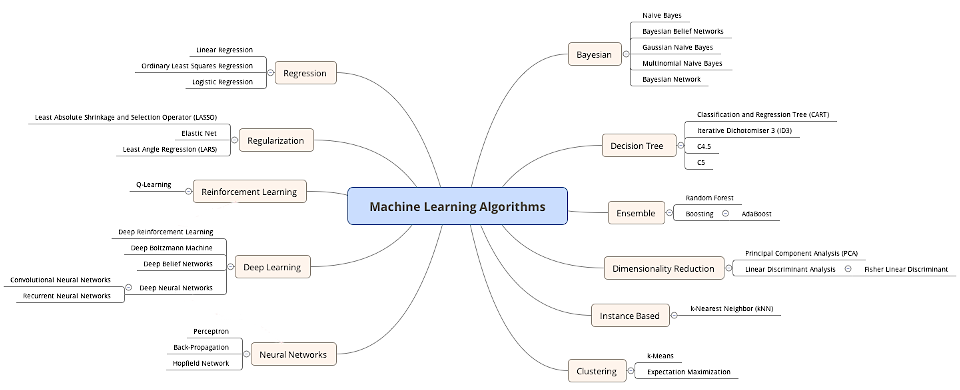 Machine Learning Algorithms
Regression
Linear Regression
Ordinary Least Squares Regression
Logistic Regression
Regularization
Least Absolute Shrinkage and Selection Operator (LASSO)
Elastic Net
Least Angle Regression (LARS)
Reinforcement Learning
Q-Learning
Deep Learning
Deep Reinforcement Learning
Deep Boltzmann Machine
Deep Belief Networks
Deep Neural Networks
Convolutional Neural Networks
Recurrent Neural Networks
Neural Networks
Perceptron
Back-Propagation
Hopfield Network
Bayesian
Naive Bayes
Bayesian Belief Networks
Gaussian Naive Bayes
Multinomial Naive Bayes
Bayesian Network
Decision Tree
Classification and Regression Tree (CART)
Iterative Dichotomiser 3 (ID3)
C4.5
C5
Ensemble
Random Forest
Boosting
AdaBoost
Dimensionality Reduction
Principal Component Analysis (PCA)
Linear Discriminant Analysis
Fisher Linear Discriminant
Instance Based
k-Nearest Neighbor (kNN)
Clustering
k-Means
Expectation Maximization